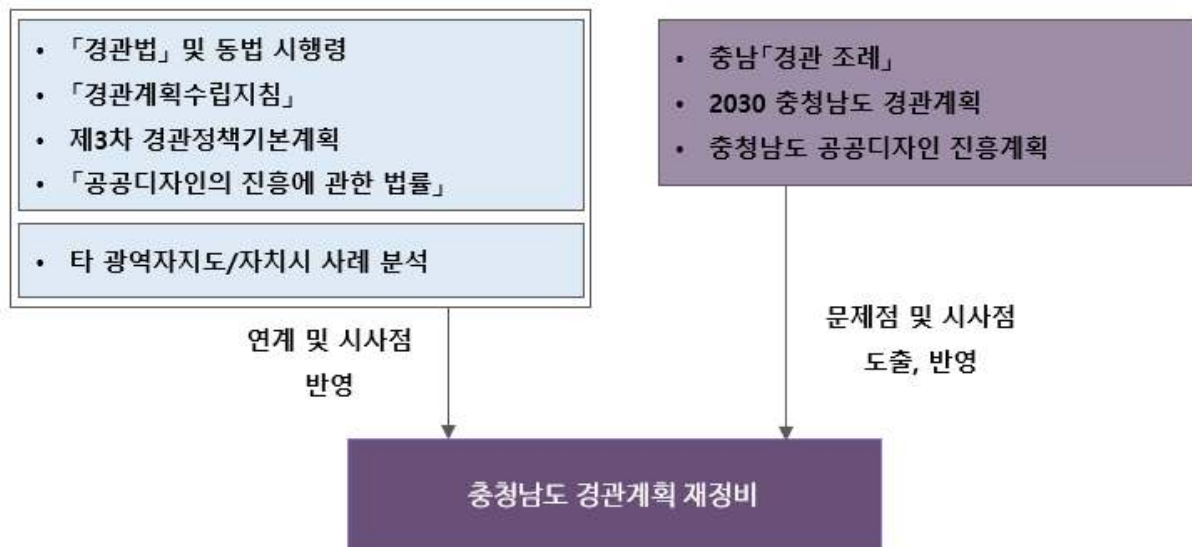 • 「경관법」 및 동법 시행령
• 「경관계획수립지침」
• 제3차 경관정책기본계획
• 「공공디자인의 진흥에 관한 법률」
• 타 광역자지도/자치시 사례 분석
• 충남「경관 조례」
• 2030 충청남도 경관계획
• 충청남도 공공디자인 진흥계획
연계 및 시사점
반영
문제점 및 시사점
도출, 반영
충청남도 경관계획 재정비